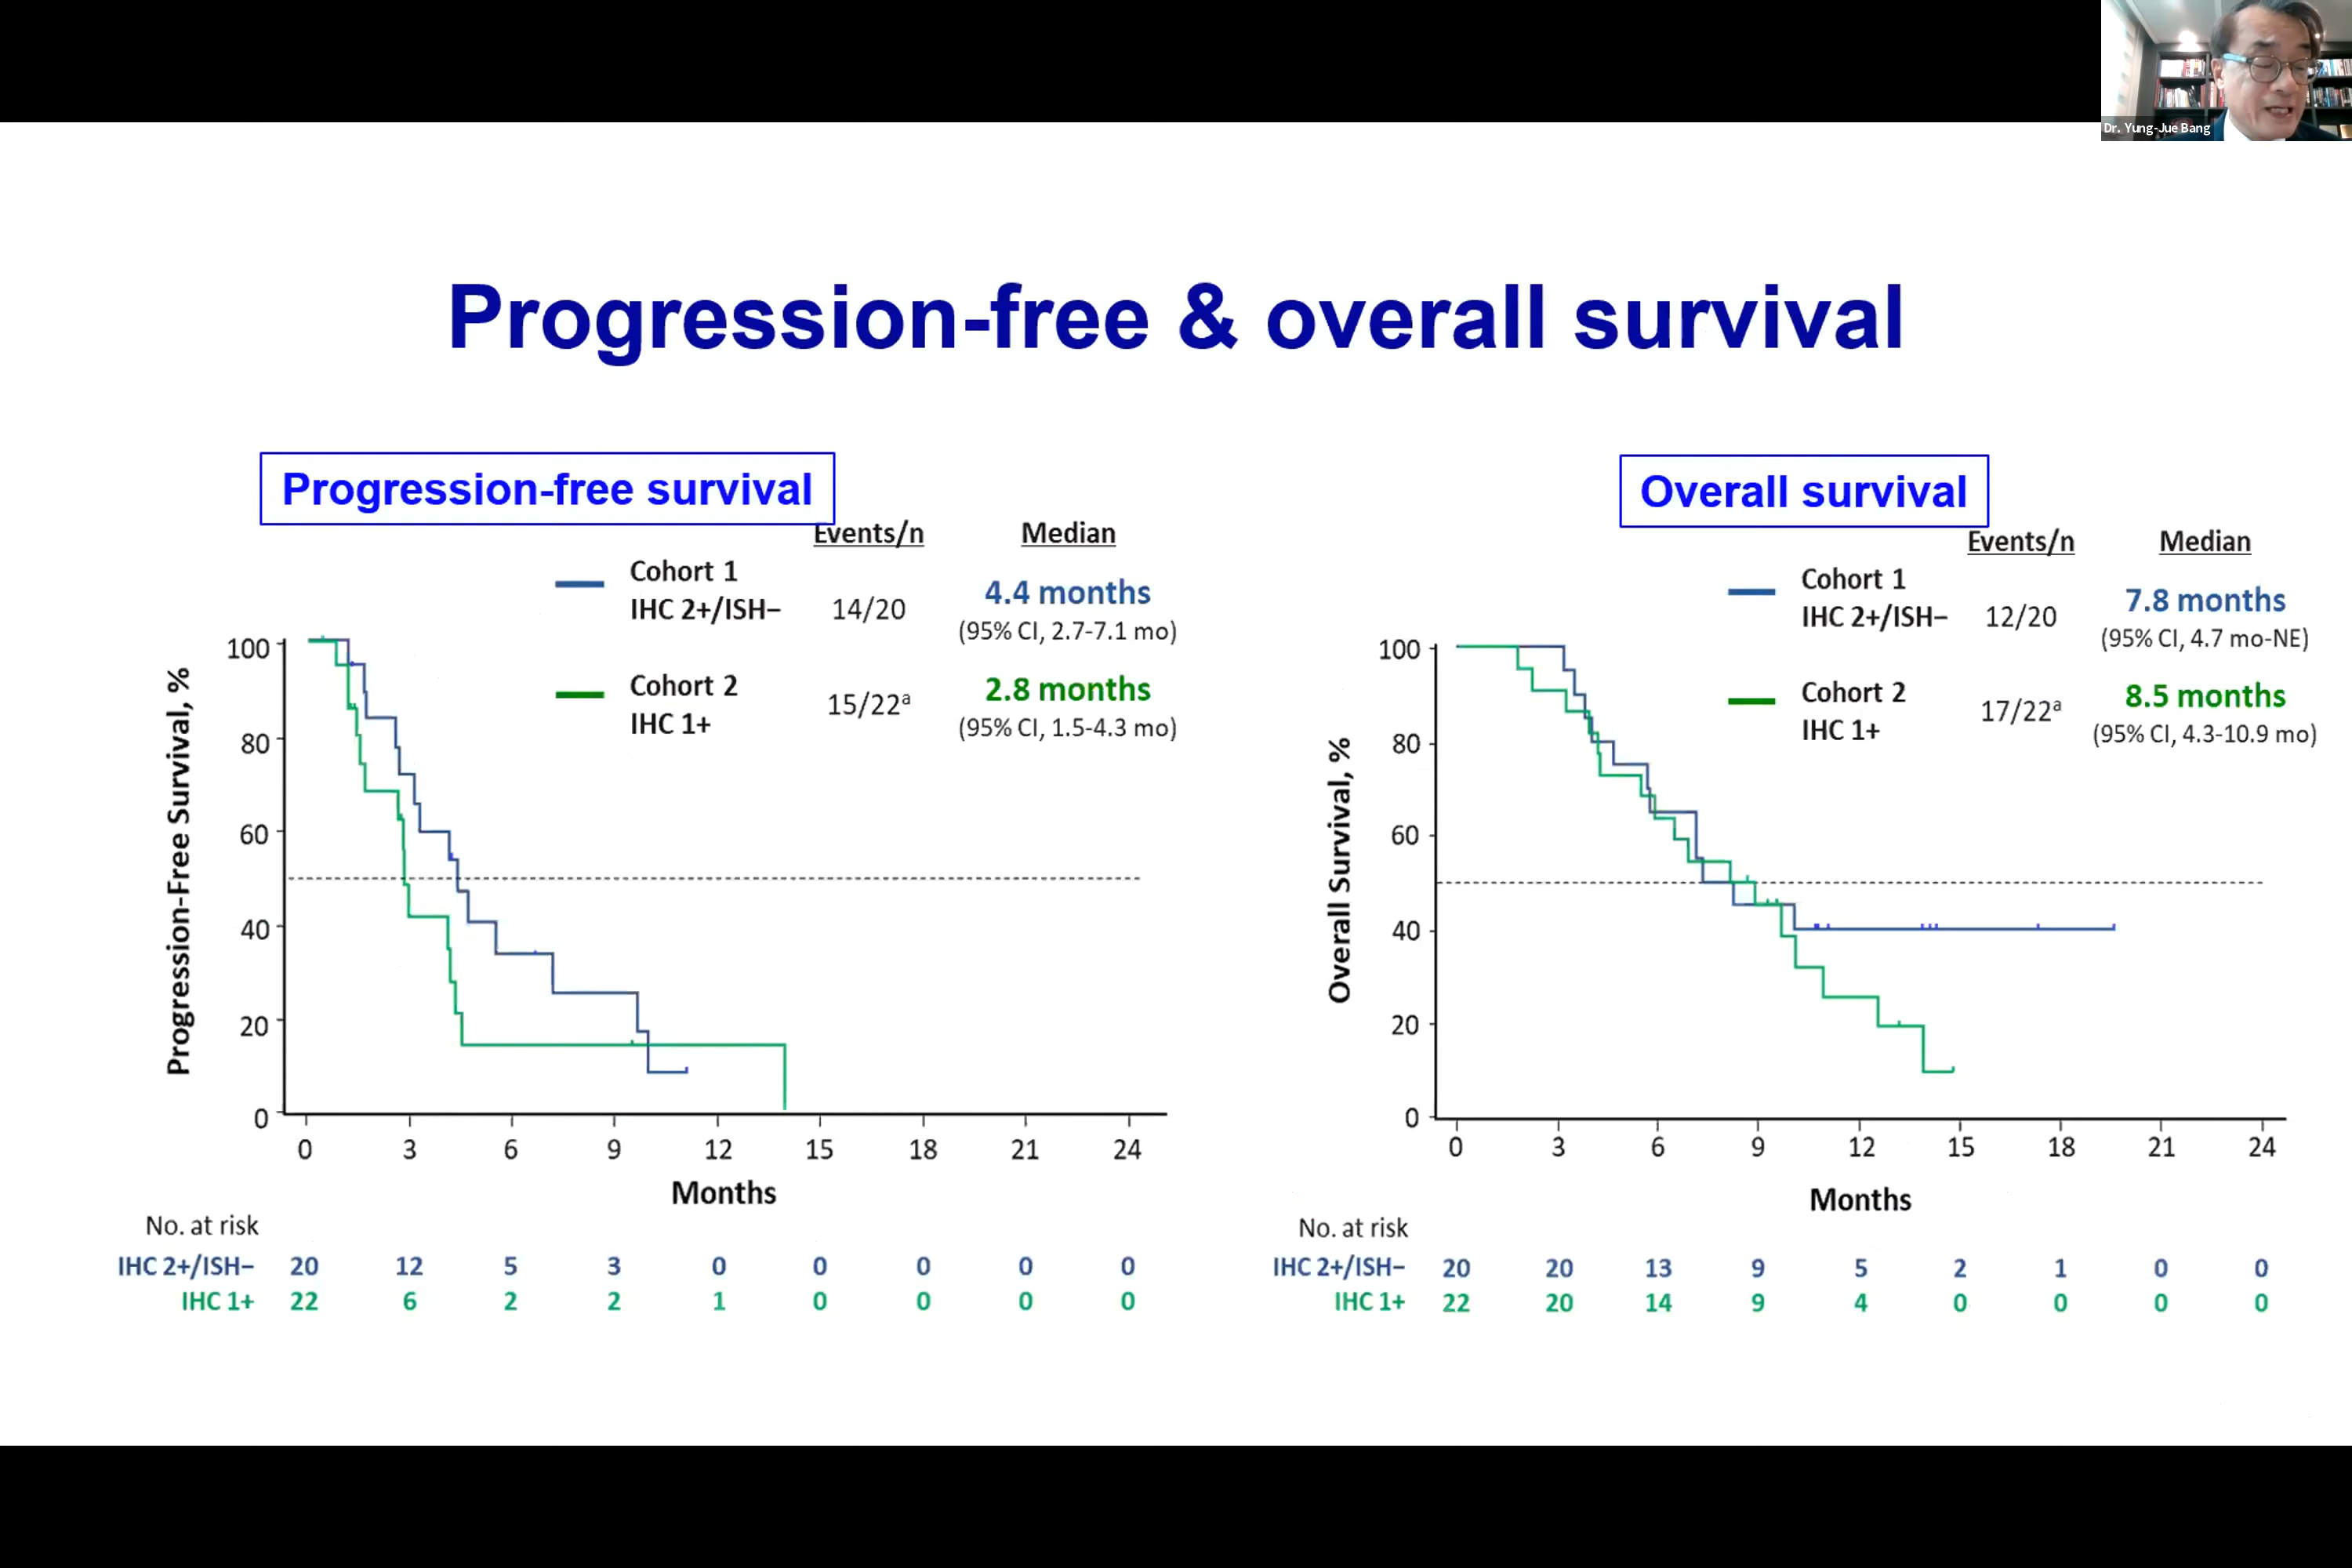 Dr. Yung-Jue Bang
Progression-free & overall survival
Progression-free survival
Events/n Median
Cohort 1
IHC 2+/ISH− 14/20 4.4 months
(95% CI, 2.7-7.1 mo)
Cohort 2
IHC 1+ 15/22ᵃ 2.8 months
(95% CI, 1.5-4.3 mo)
Progression-Free Survival, %
100
80
60
40
20
0
0 3 6 9 12 15 18 21 24
Months
No. at risk
IHC 2+/ISH− 20 12 5 3 0 0 0 0 0
IHC 1+ 22 6 2 2 1 0 0 0 0
Overall survival
Events/n Median
Cohort 1
IHC 2+/ISH− 12/20 7.8 months
(95% CI, 4.7 mo-NE)
Cohort 2
IHC 1+ 17/22ᵃ 8.5 months
(95% CI, 4.3-10.9 mo)
Overall Survival, %
100
80
60
40
20
0
0 3 6 9 12 15 18 21 24
Months
No. at risk
IHC 2+/ISH− 20 20 13 9 5 2 1 0 0
IHC 1+ 22 20 14 9 4 0 0 0 0